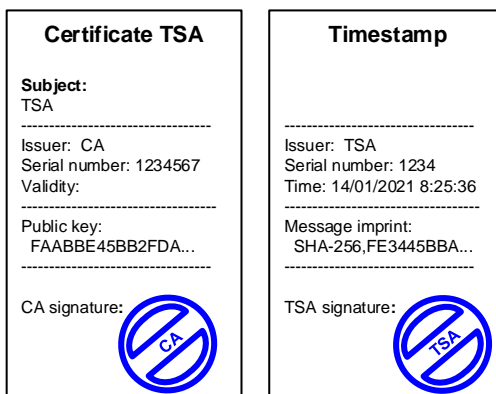 Certificate TSA
Subject:
TSA
----------------------------------
Issuer: CA
Serial number: 1234567
Validity:
-----------------------------------
Public key:
FAABBE45BB2FDA...
----------------------------------
CA signature:
CA
Timestamp
----------------------------------
Issuer: TSA
Serial number: 1234
Time: 14/01/2021 8:25:36
-----------------------------------
Message imprint:
SHA-256,FE3445BBA...
----------------------------------
TSA signature:
TSA